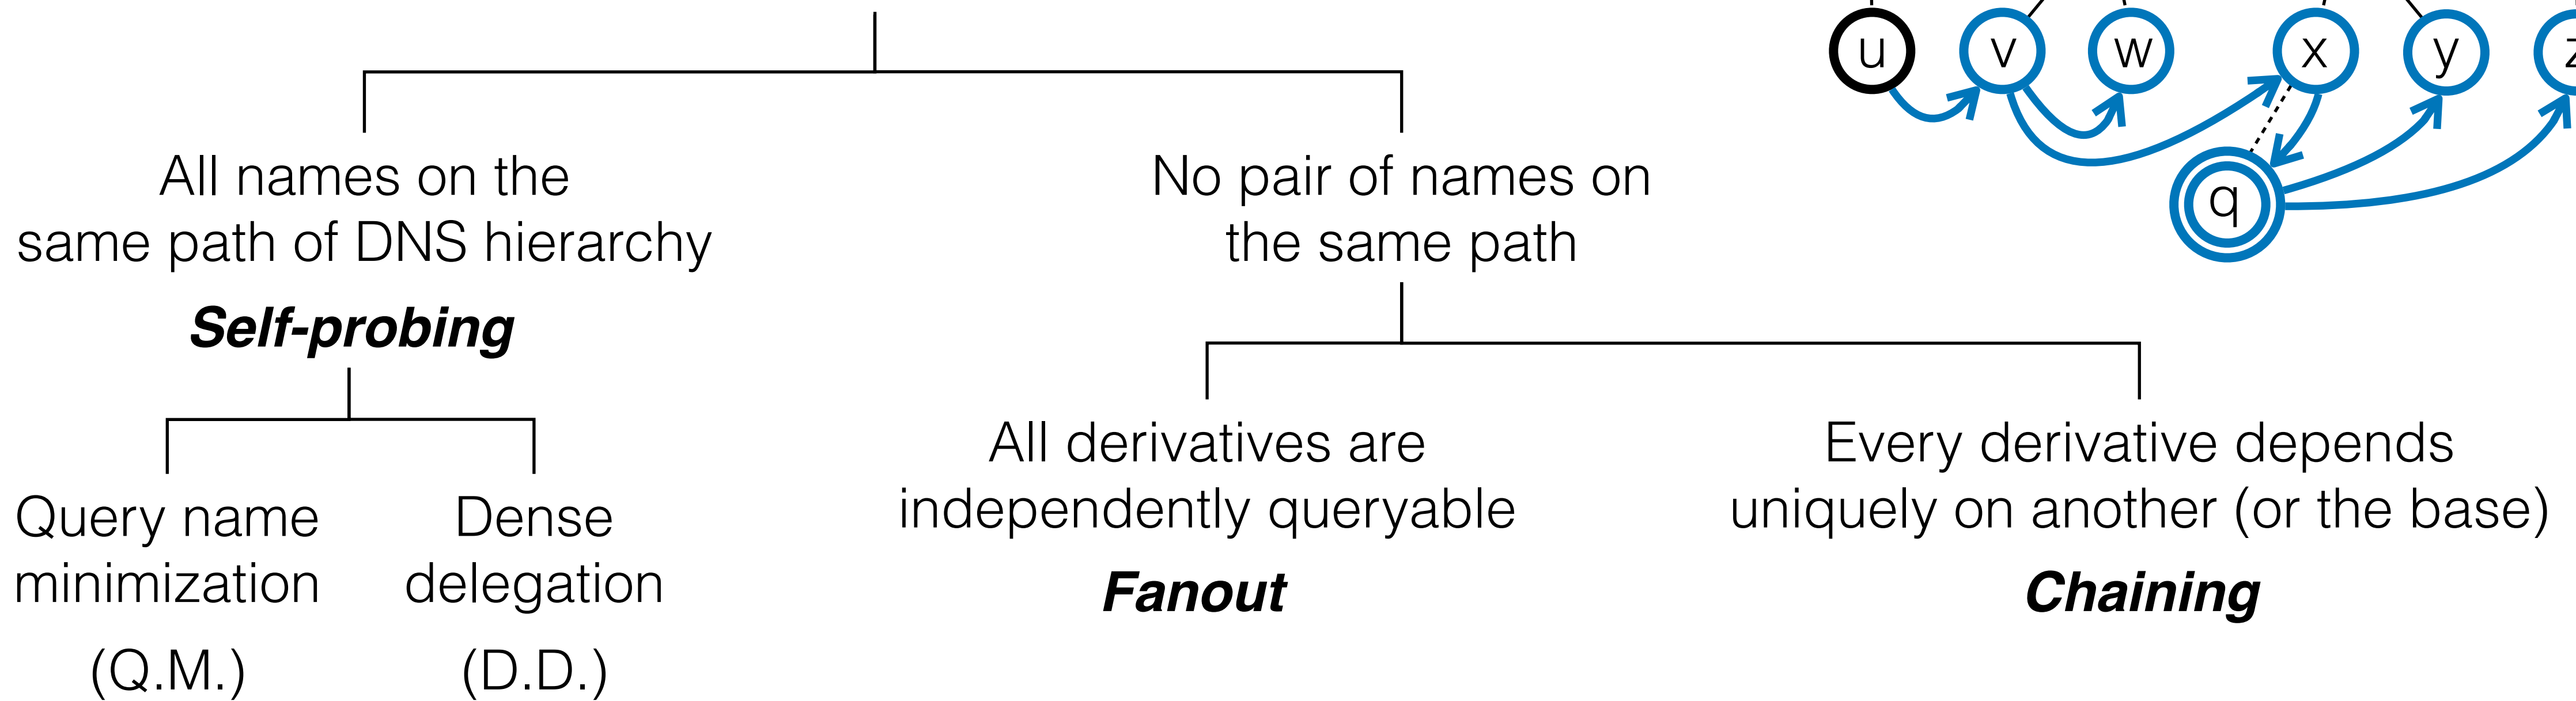 u v w x y z
q
All names on the
same path of DNS hierarchy
Self-probing
No pair of names on
the same path
Query name
minimization
(Q.M.)
Dense
delegation
(D.D.)
All derivatives are
independently queryable
Fanout
Every derivative depends
uniquely on another (or the base)
Chaining